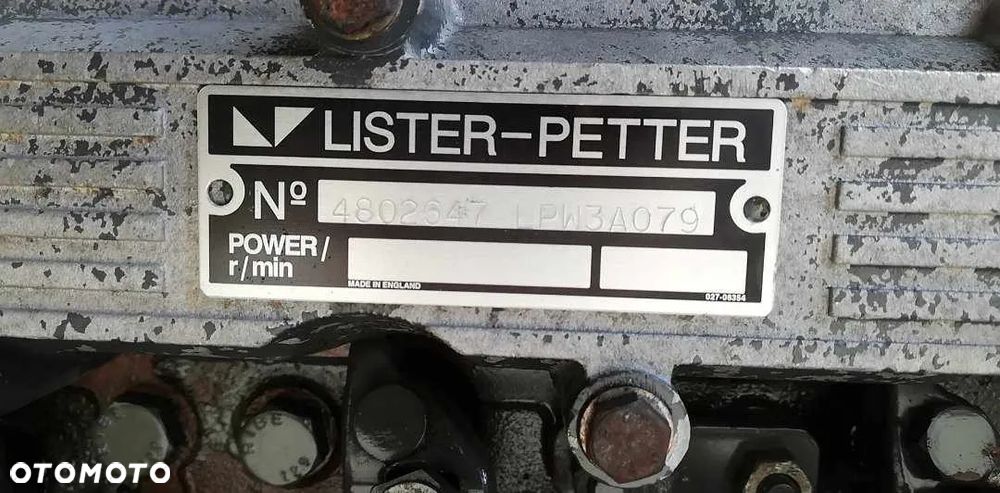 LISTER-PETTER
Nº 4802647 LPW3A079
POWER/
r/min
MADE IN ENGLAND
027-08354
OTOMOTO